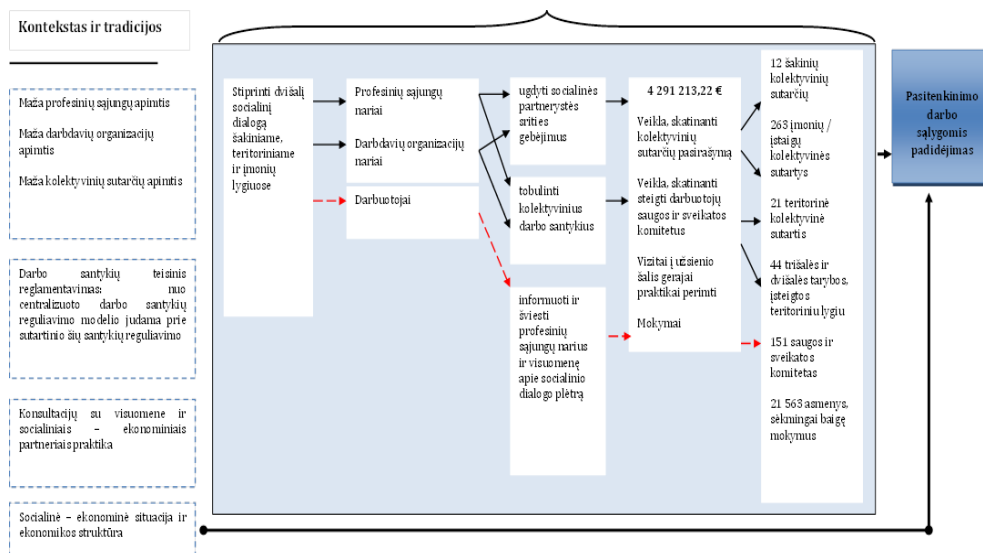 Kontekstas ir tradicijos
Maža profesinių sąjungų apimtis
Maža darbdavių organizacijų
apimtis
Maža kolektyvinių sutarčių apimtis
Darbo santykių teisinis
reglamentavimas: nuo
centralizuoto darbo santykių
reguliavimo modelio judama prie
sutartinio šių santykių reguliavimo
Konsultacijų su visuomene ir
socialiniais – ekonominiais
partneriais praktika
Socialinė – ekonominė situacija ir
ekonomikos struktūra
Stiprinti dvišalį
socialinį
dialogą
šakiniame,
teritoriniame
ir įmonių
lygiuose
Profesinių sąjungų
nariai
Darbdavių organizacijų
nariai
Darbuotojai
ugdyti socialinės
partnerystės
srities
gebėjimus
tobulinti
kolektyvinius
darbo santykius
informuoti ir
šviesti
profesinių
sąjungų narius
ir visuomenę
apie socialinio
dialogo plėtrą
4 291 213,22 €
Veikla, skatinanti
kolektyvinių
sutarčių pasirašymą
Veikla, skatinanti
steigti darbuotojų
saugos ir sveikatos
komitetus
Vizitai į užsienio
šalis gerajai
praktikai perimti
Mokymai
12 šakinių
kolektyvinių
sutarčių
263 įmonių /
įstaigų
kolektyvinės
sutartys
21 teritorinė
kolektyvinė
sutartis
44 trišalės ir
dvišalės tarybos,
įsteigtos
teritoriniu lygiu
151 saugos ir
sveikatos
komitetas
21 563 asmenys,
sėkmingai baigę
mokymus
Pasitenkinimo
darbo
sąlygomis
padidėjimas